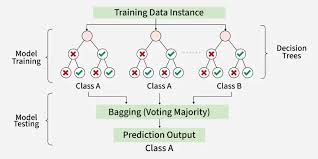 Training Data Instance
Model
Training
Decision
Trees
Class A
Class A
Class B
Model
Testing
Bagging (Voting Majority)
Prediction Output
Class A